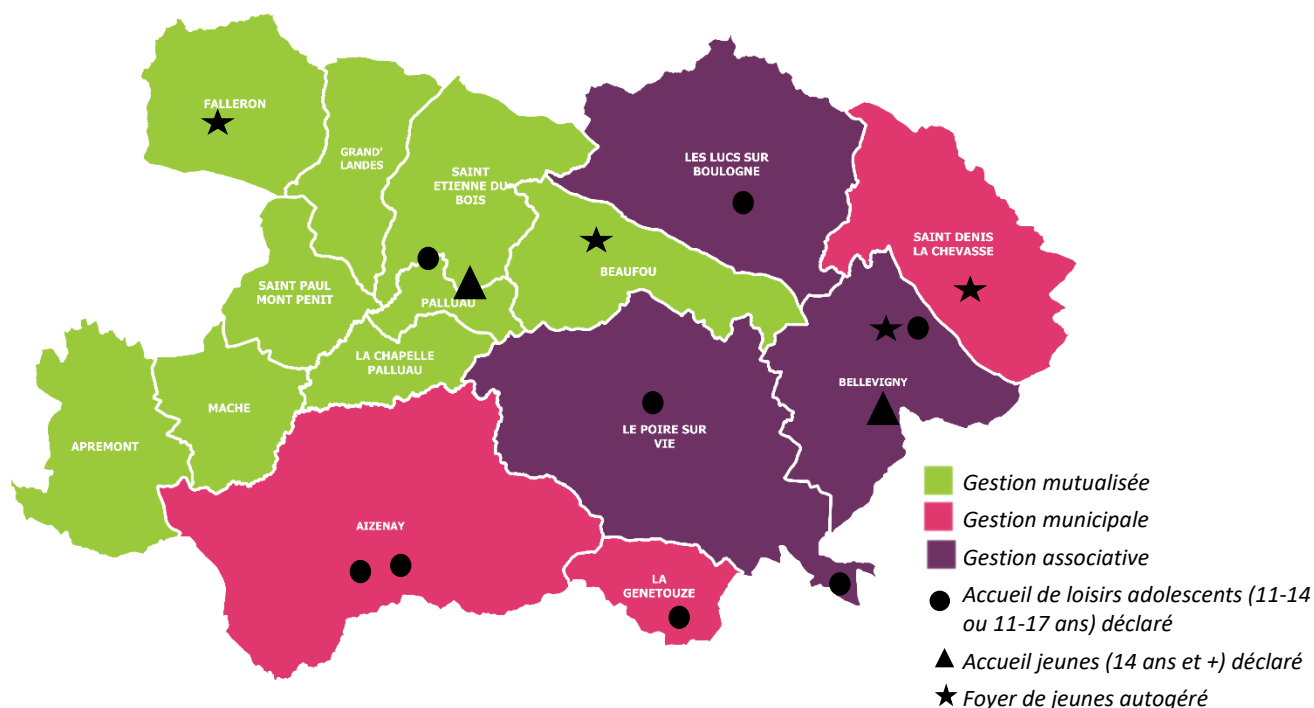 FALLERON
GRAND'
LANDES
SAINT
ETIENNE DU
BOIS
LES LUCS SUR
BOULOGNE
SAINT DENIS
LA CHEVASSE
SAINT PAUL
MONT PENIT
PALLUAU
BEAUFOU
LA CHAPELLE
PALLUAU
MACHE
APREMONT
LE POIRE SUR
VIE
BELLEVIGNY
AIZENAY
LA
GENETOUZE
Gestion mutualisée
Gestion municipale
Gestion associative
Accueil de loisirs adolescents (11-14
ou 11-17 ans) déclaré
Accueil jeunes (14 ans et +) déclaré
Foyer de jeunes autogéré